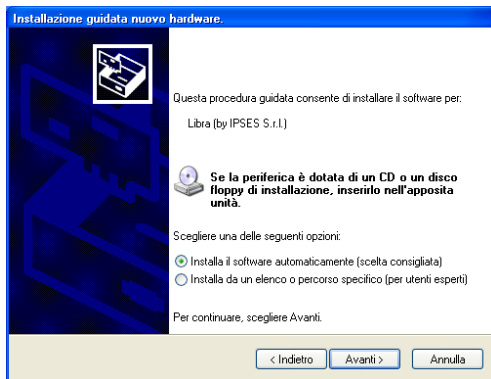 Installazione guidata nuovo hardware.
Questa procedura guidata consente di installare il software per:
Libra (by IPSES S.r.l.)
Se la periferica è dotata di un CD o un disco
floppy di installazione, inserirlo nell'apposita
unità.
Scegliere una delle seguenti opzioni:
Installa il software automaticamente (scelta consigliata)
Installa da un elenco o percorso specifico (per utenti esperti)
Per continuare, scegliere Avanti.
< Indietro Avanti > Annulla